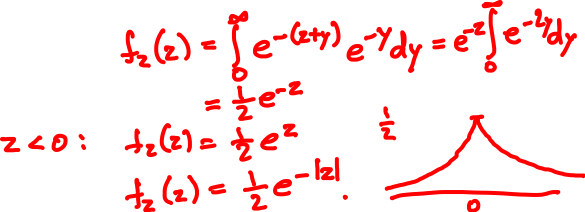 f_z(z) = ∫_0^∞ e^{-(z+y)} e^{-y} dy = e^{-z} ∫_0^∞ e^{-2y} dy
= 1/2 e^{-z}
z < 0 : f_z(z) = 1/2 e^z
1/2
f_z(z) = 1/2 e^{-|z|}.
0